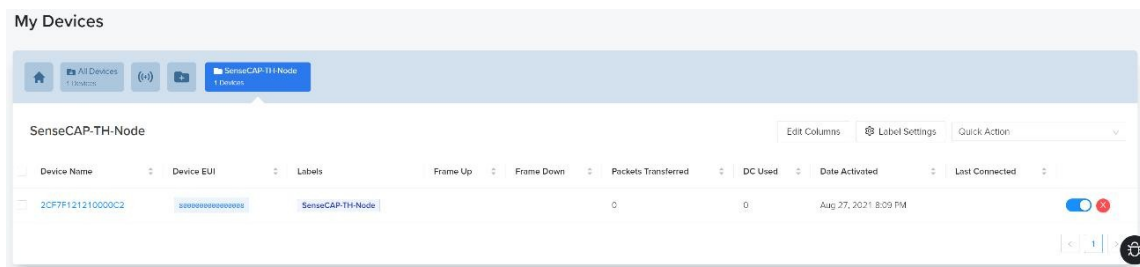 My Devices
All Devices
1 Devices
SenseCAP-TH-Node
1 Devices
SenseCAP-TH-Node
Edit Columns
Label Settings
Quick Action
Device Name
Device EUI
Labels
Frame Up
Frame Down
Packets Transferred
DC Used
Date Activated
Last Connected
2CF7F121210000C2
SenseCAP-TH-Node
0
0
Aug 27, 2021 8:09 PM
1